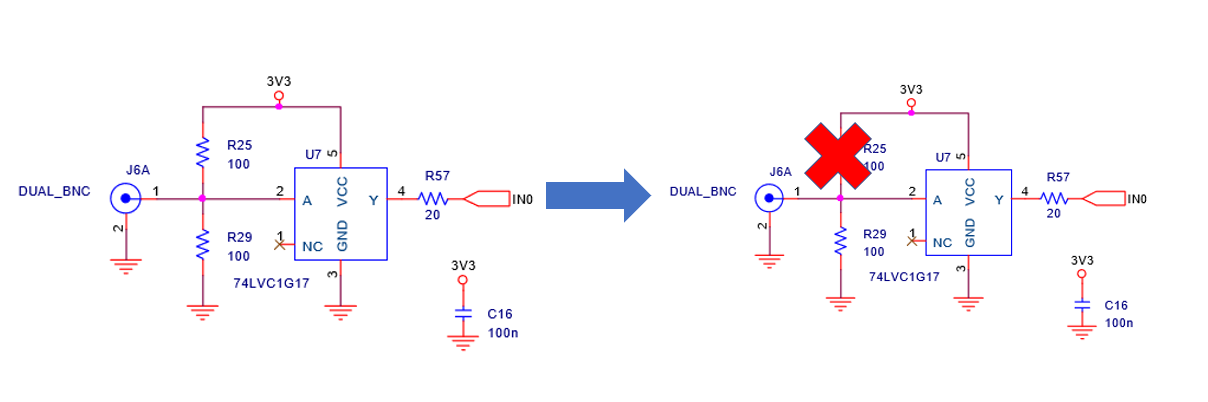 3V3
R25
100
U7
5
J6A
DUAL_BNC
1
2
A
VCC
Y
4
R57
20
IN0
2
R29
100
1
NC
GND
74LVC1G17
3
3V3
C16
100n
3V3
R25
100
U7
5
J6A
DUAL_BNC
1
2
A
VCC
Y
4
R57
20
IN0
2
R29
100
1
NC
GND
74LVC1G17
3
3V3
C16
100n